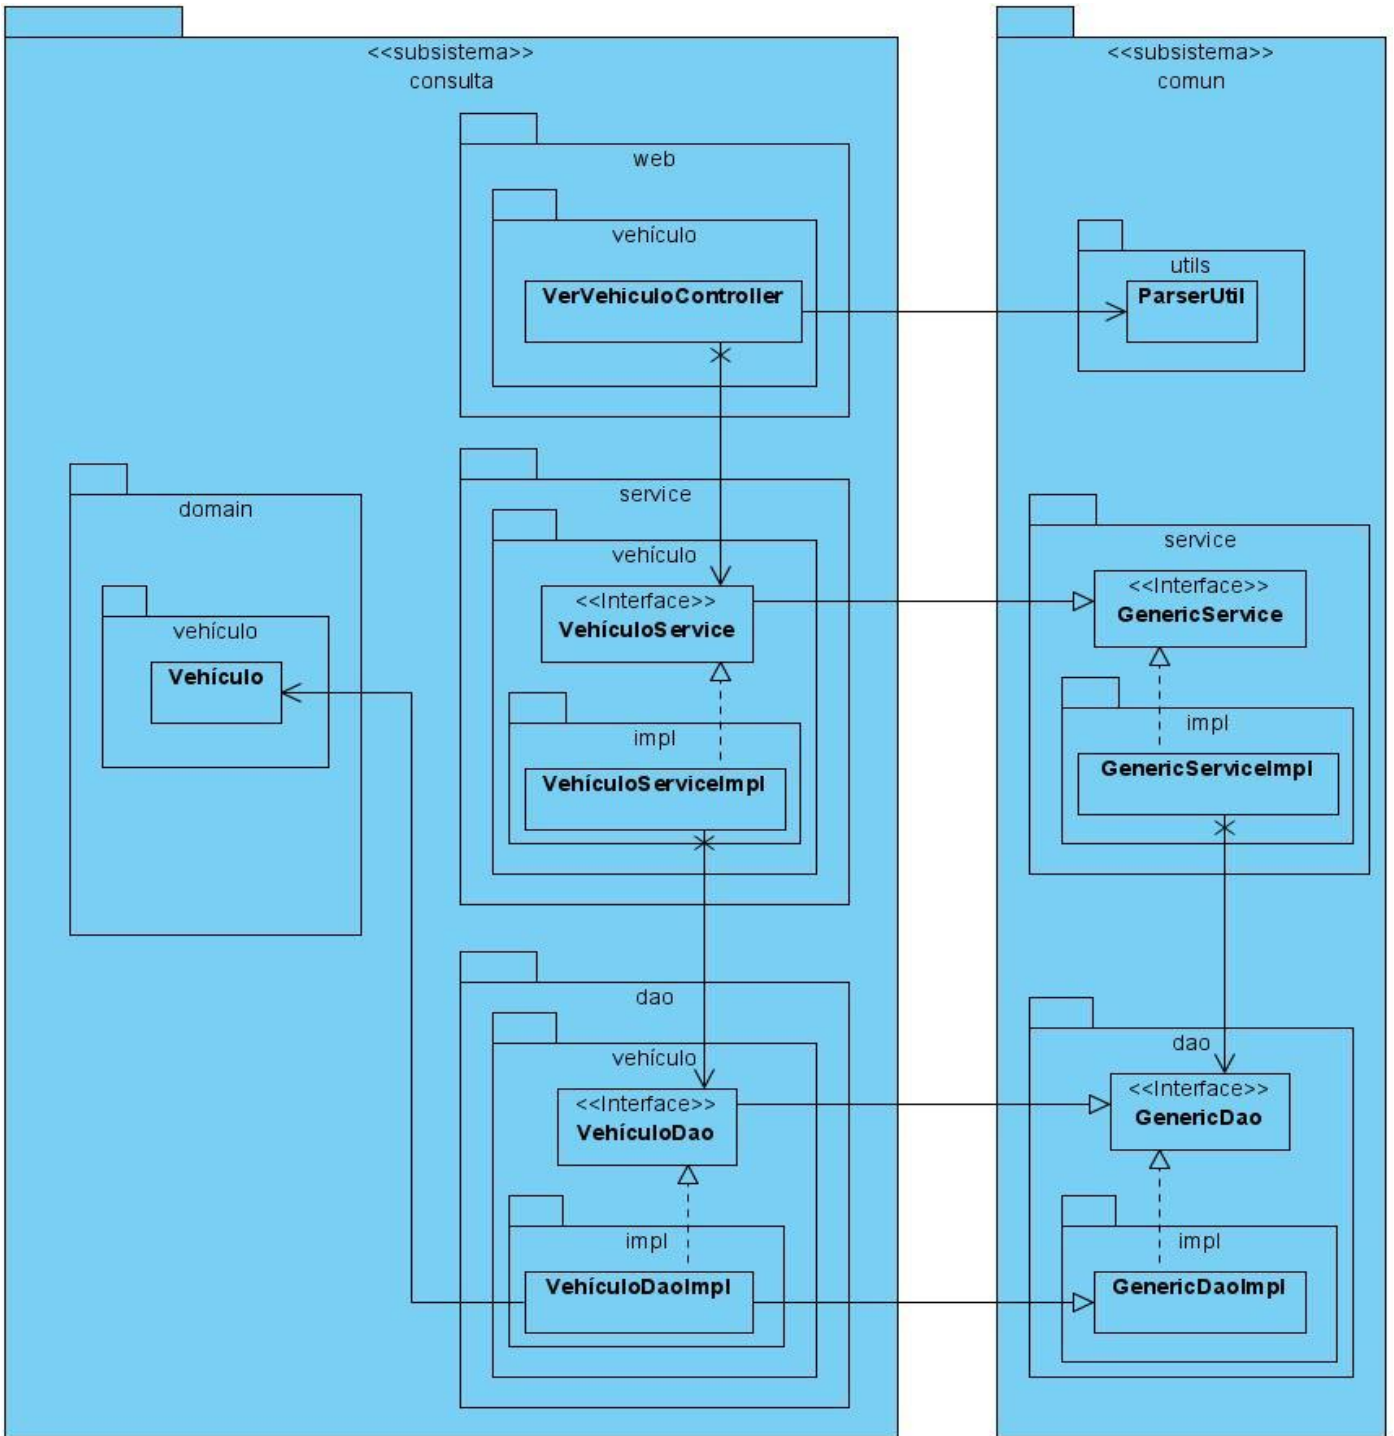 <<subsistema>>
consulta
web
vehículo
VerVehiculoController
domain
vehículo
Vehículo
service
vehículo
<<Interface>>
VehículoService
impl
VehículoServiceImpl
dao
vehículo
<<Interface>>
VehículoDao
impl
VehículoDaoImpl
<<subsistema>>
comun
utils
ParserUtil
service
<<Interface>>
GenericService
impl
GenericServiceImpl
dao
<<Interface>>
GenericDao
impl
GenericDaoImpl